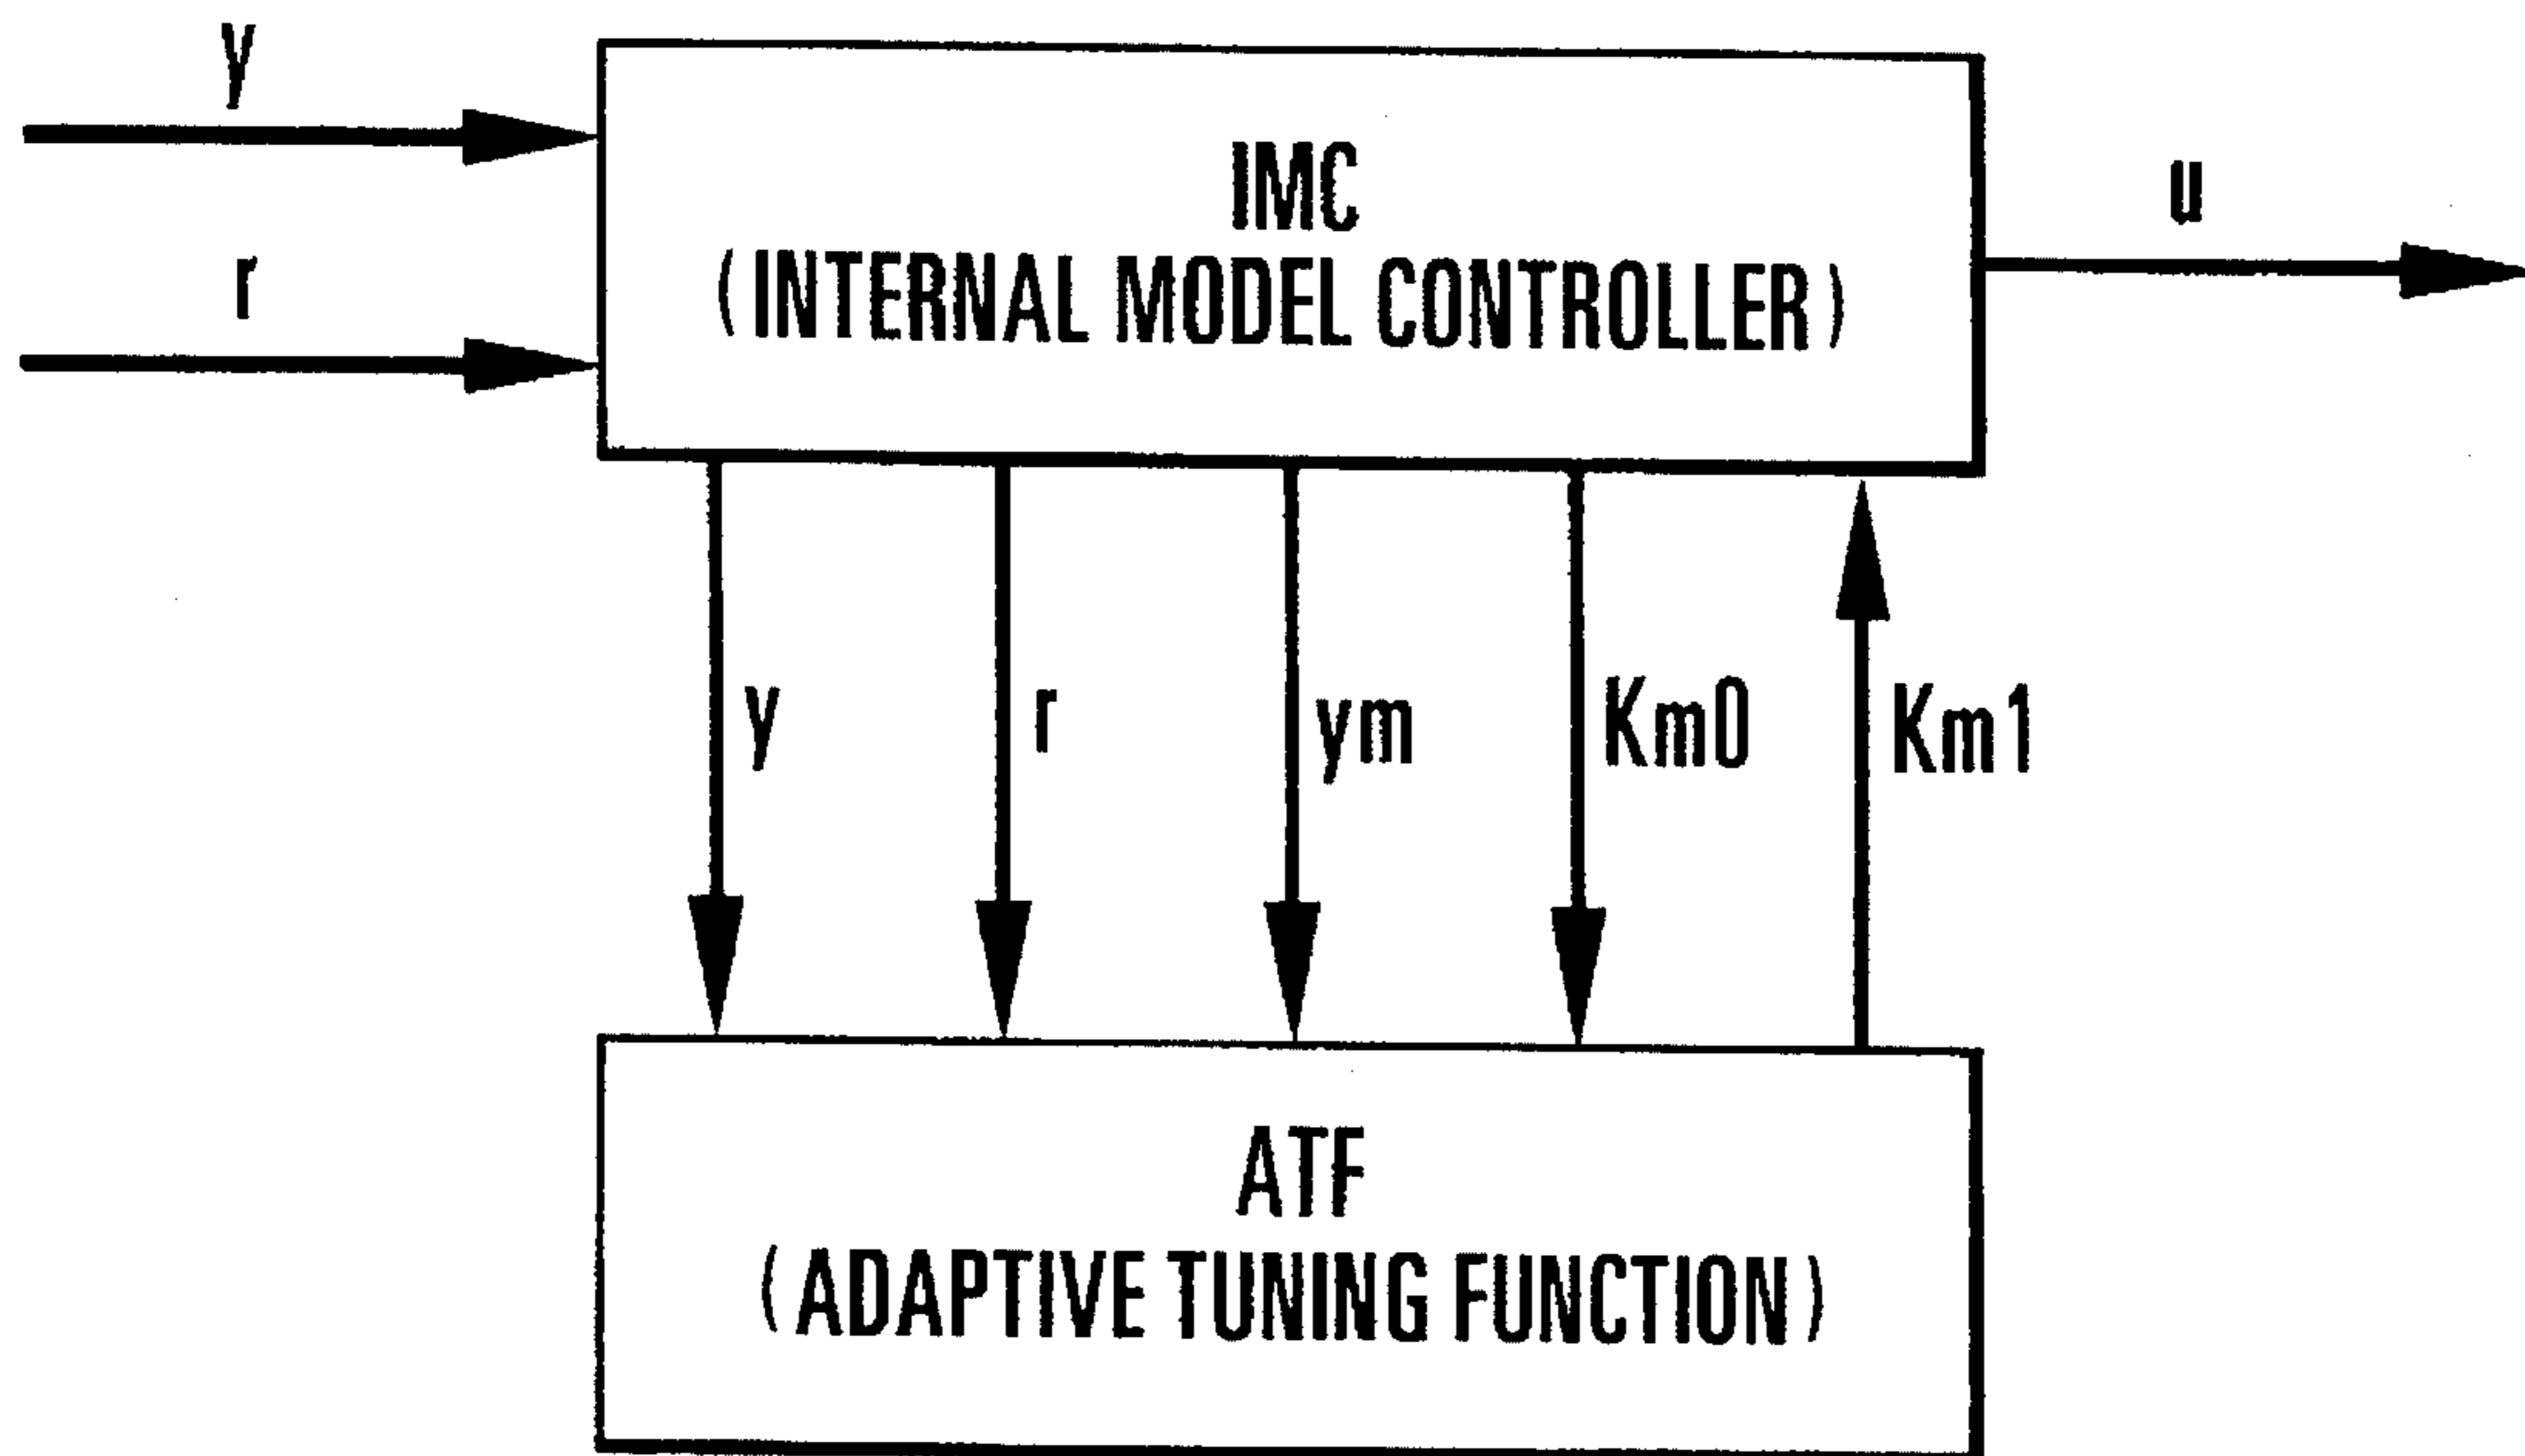 y
r
IMC
(INTERNAL MODEL CONTROLLER)
u
y
r
ym
Km0
Km1
ATF
(ADAPTIVE TUNING FUNCTION)